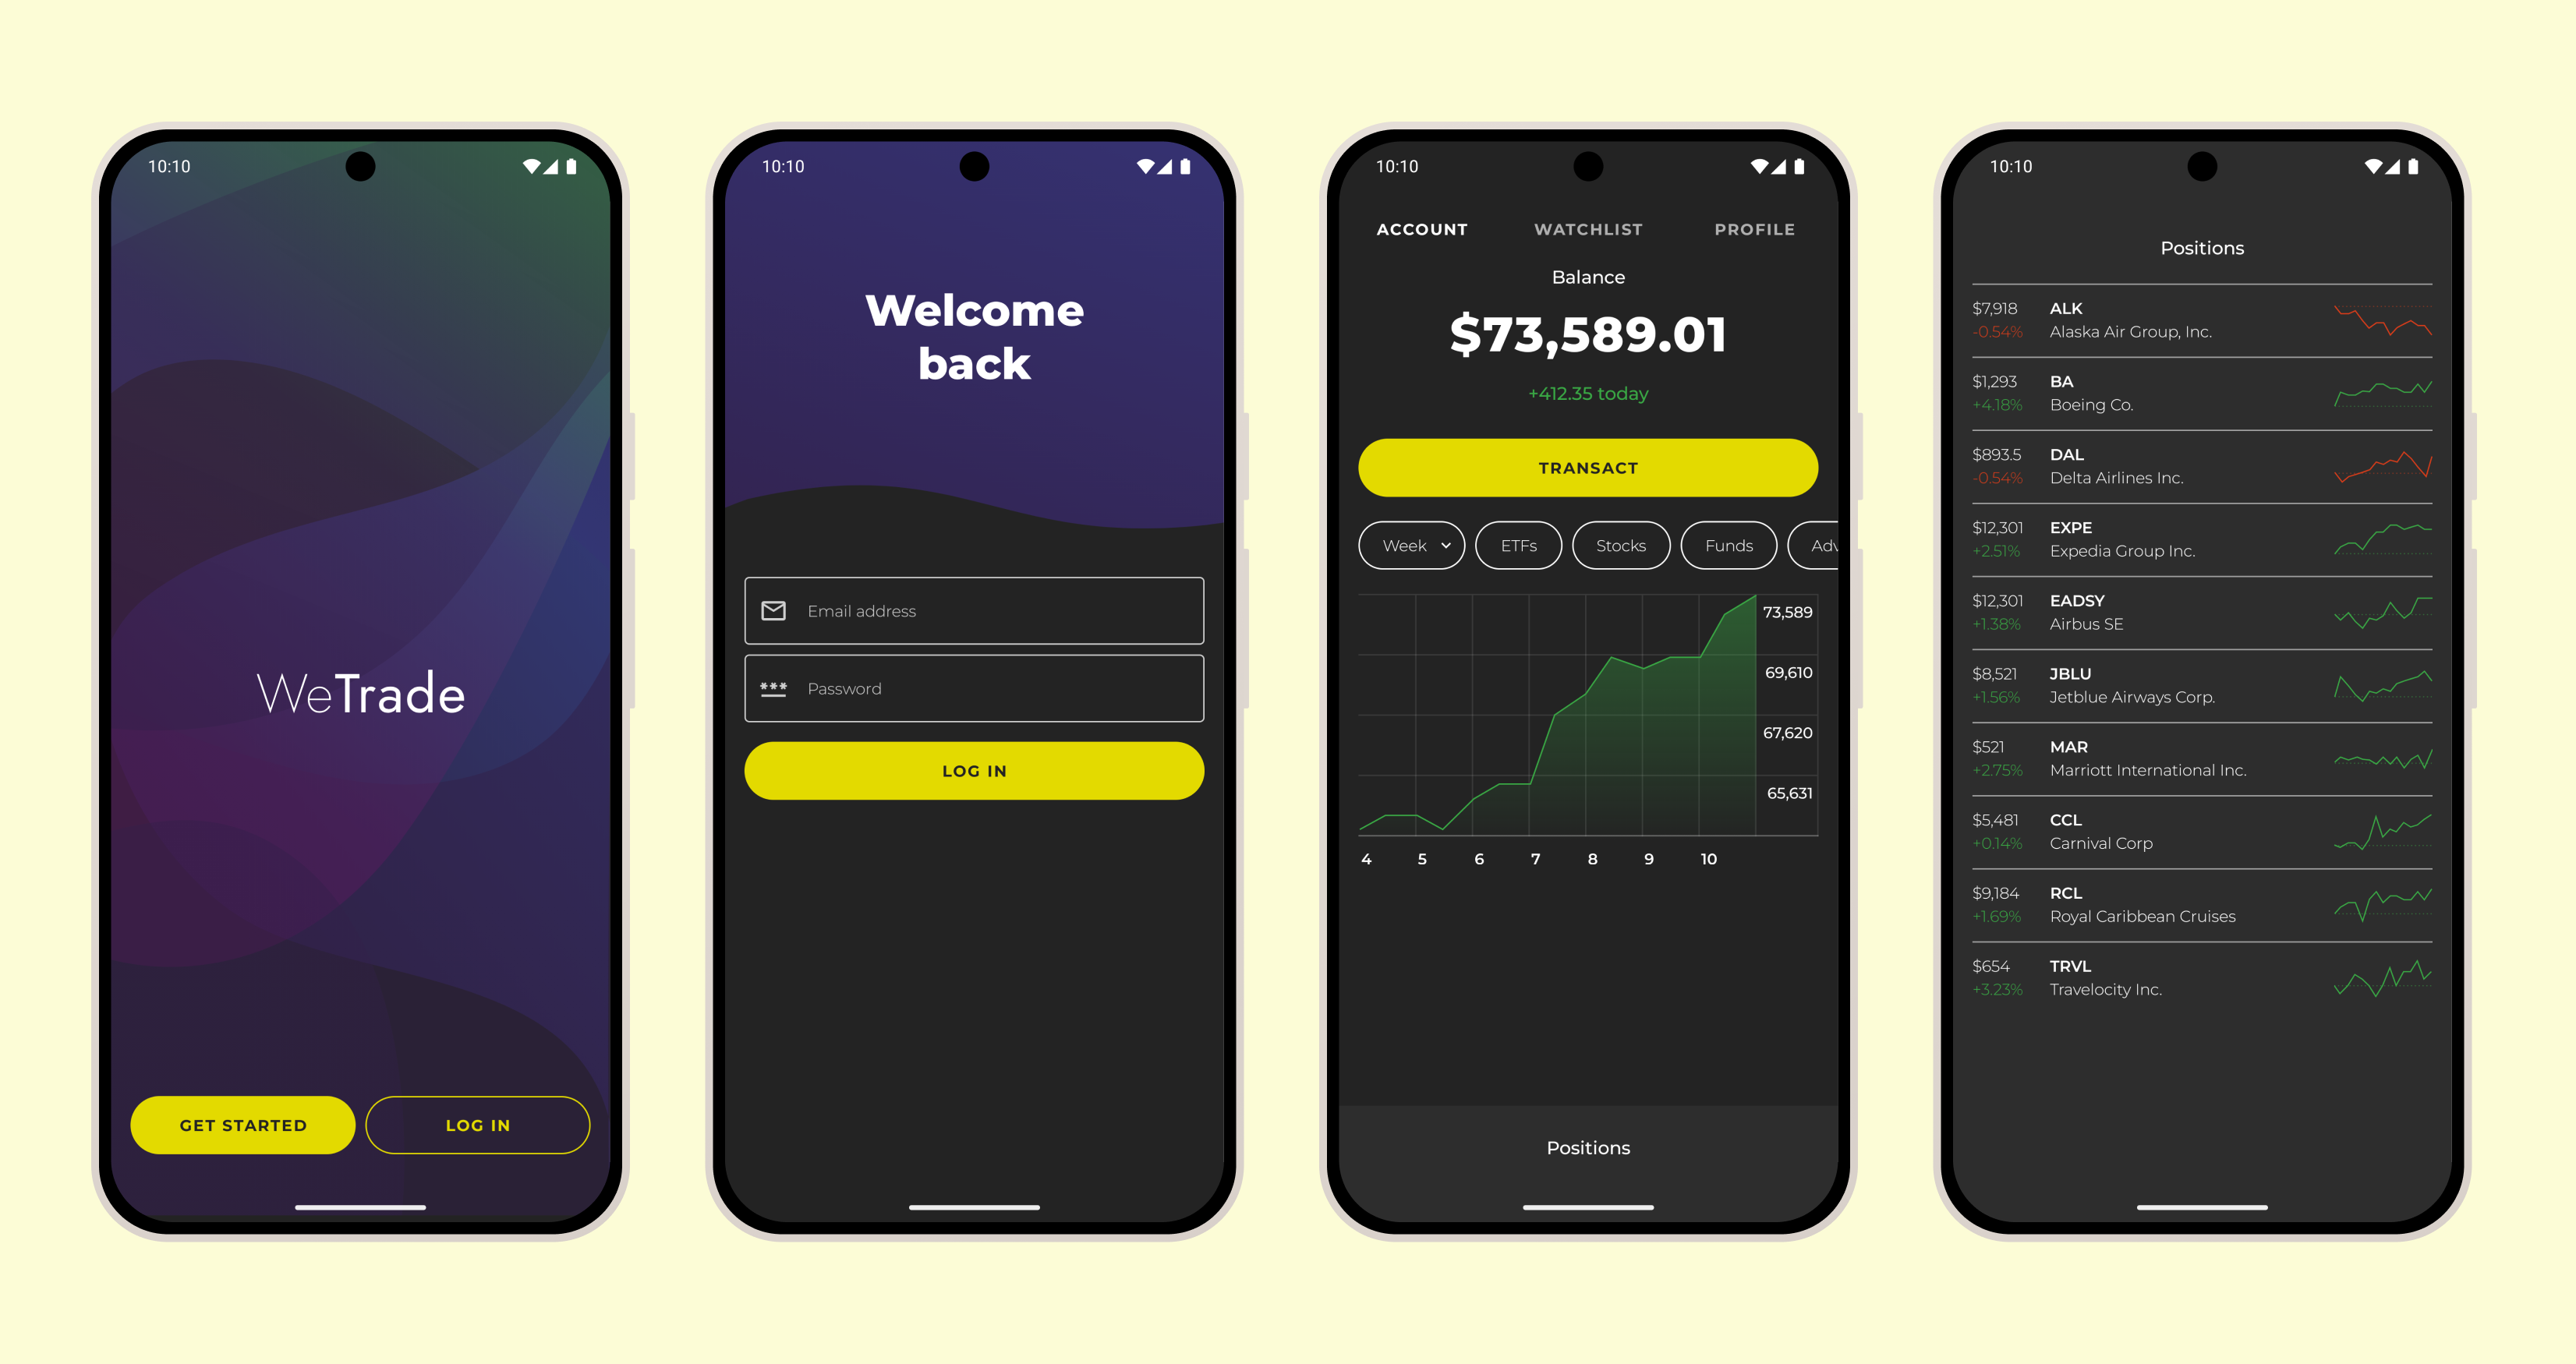 10:10
WeTrade
GET STARTED
LOG IN
10:10
Welcome
back
Email address
*** Password
LOG IN
10:10
ACCOUNT WATCHLIST PROFILE
Balance
$73,589.01
+412.35 today
TRANSACT
Week ETFs Stocks Funds Adv
73,589
69,610
67,620
65,631
4 5 6 7 8 9 10
Positions
10:10
Positions
$7,918 ALK
-0.54% Alaska Air Group, Inc.
$1,293 BA
+4.18% Boeing Co.
$893.5 DAL
-0.54% Delta Airlines Inc.
$12,301 EXPE
+2.51% Expedia Group Inc.
$12,301 EADSY
+1.38% Airbus SE
$8,521 JBLU
+1.56% Jetblue Airways Corp.
$521 MAR
+2.75% Marriott International Inc.
$5,481 CCL
+0.14% Carnival Corp
$9,184 RCL
+1.69% Royal Caribbean Cruises
$654 TRVL
+3.23% Travelocity Inc.